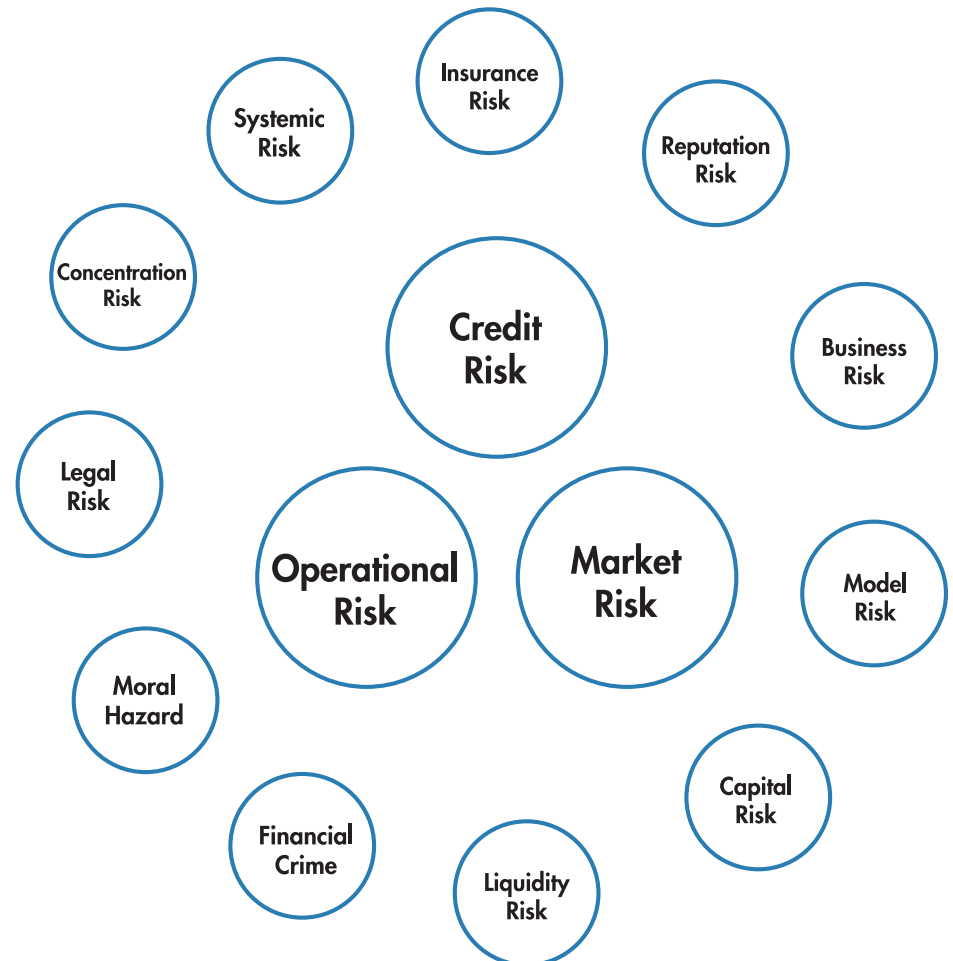 Insurance
Risk
Systemic
Risk
Reputation
Risk
Concentration
Risk
Credit
Risk
Business
Risk
Legal
Risk
Operational
Risk
Market
Risk
Model
Risk
Moral
Hazard
Capital
Risk
Financial
Crime
Liquidity
Risk